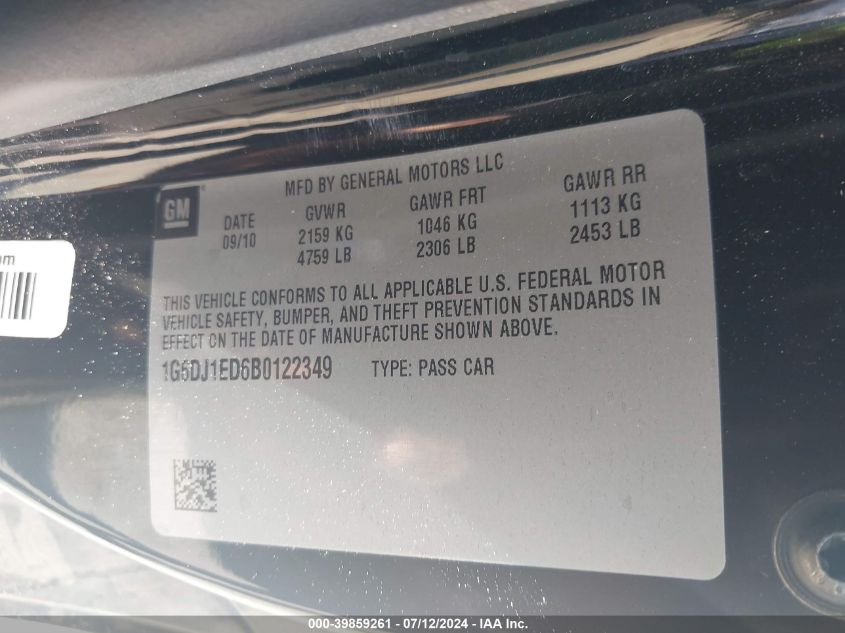 MFD BY GENERAL MOTORS LLC
GM
DATE GVWR GAWR FRT GAWR RR
09/10 2159 KG 1046 KG 1113 KG
4759 LB 2306 LB 2453 LB
THIS VEHICLE CONFORMS TO ALL APPLICABLE U.S. FEDERAL MOTOR
VEHICLE SAFETY, BUMPER, AND THEFT PREVENTION STANDARDS IN
EFFECT ON THE DATE OF MANUFACTURE SHOWN ABOVE.
1G6DJ1ED6B0122349 TYPE: PASS CAR
000-39859261 - 07/12/2024 - IAA Inc.